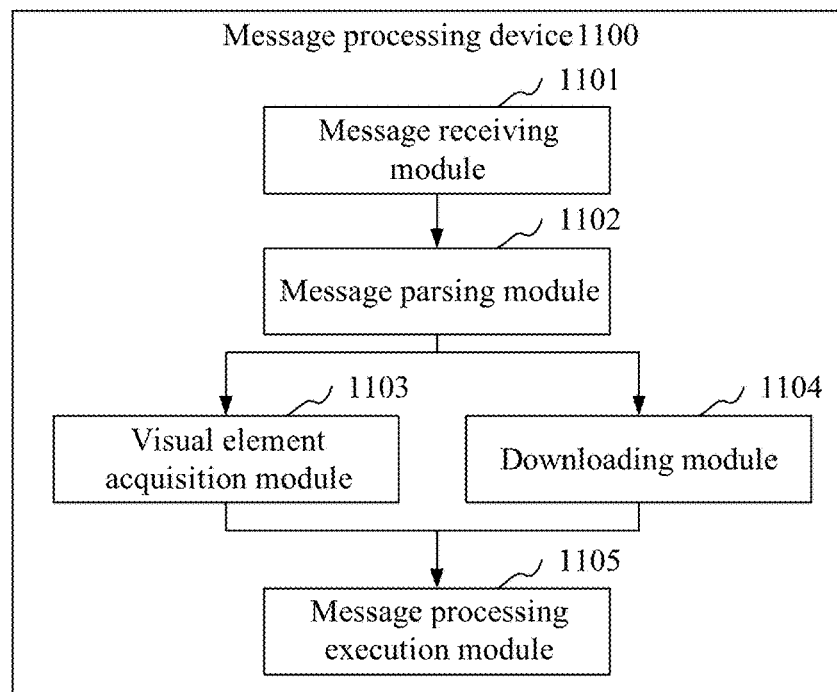 Message processing device1100
1101
Message receiving
module
1102
Message parsing module
1103
Visual element
acquisition module
1104
Downloading module
1105
Message processing
execution module